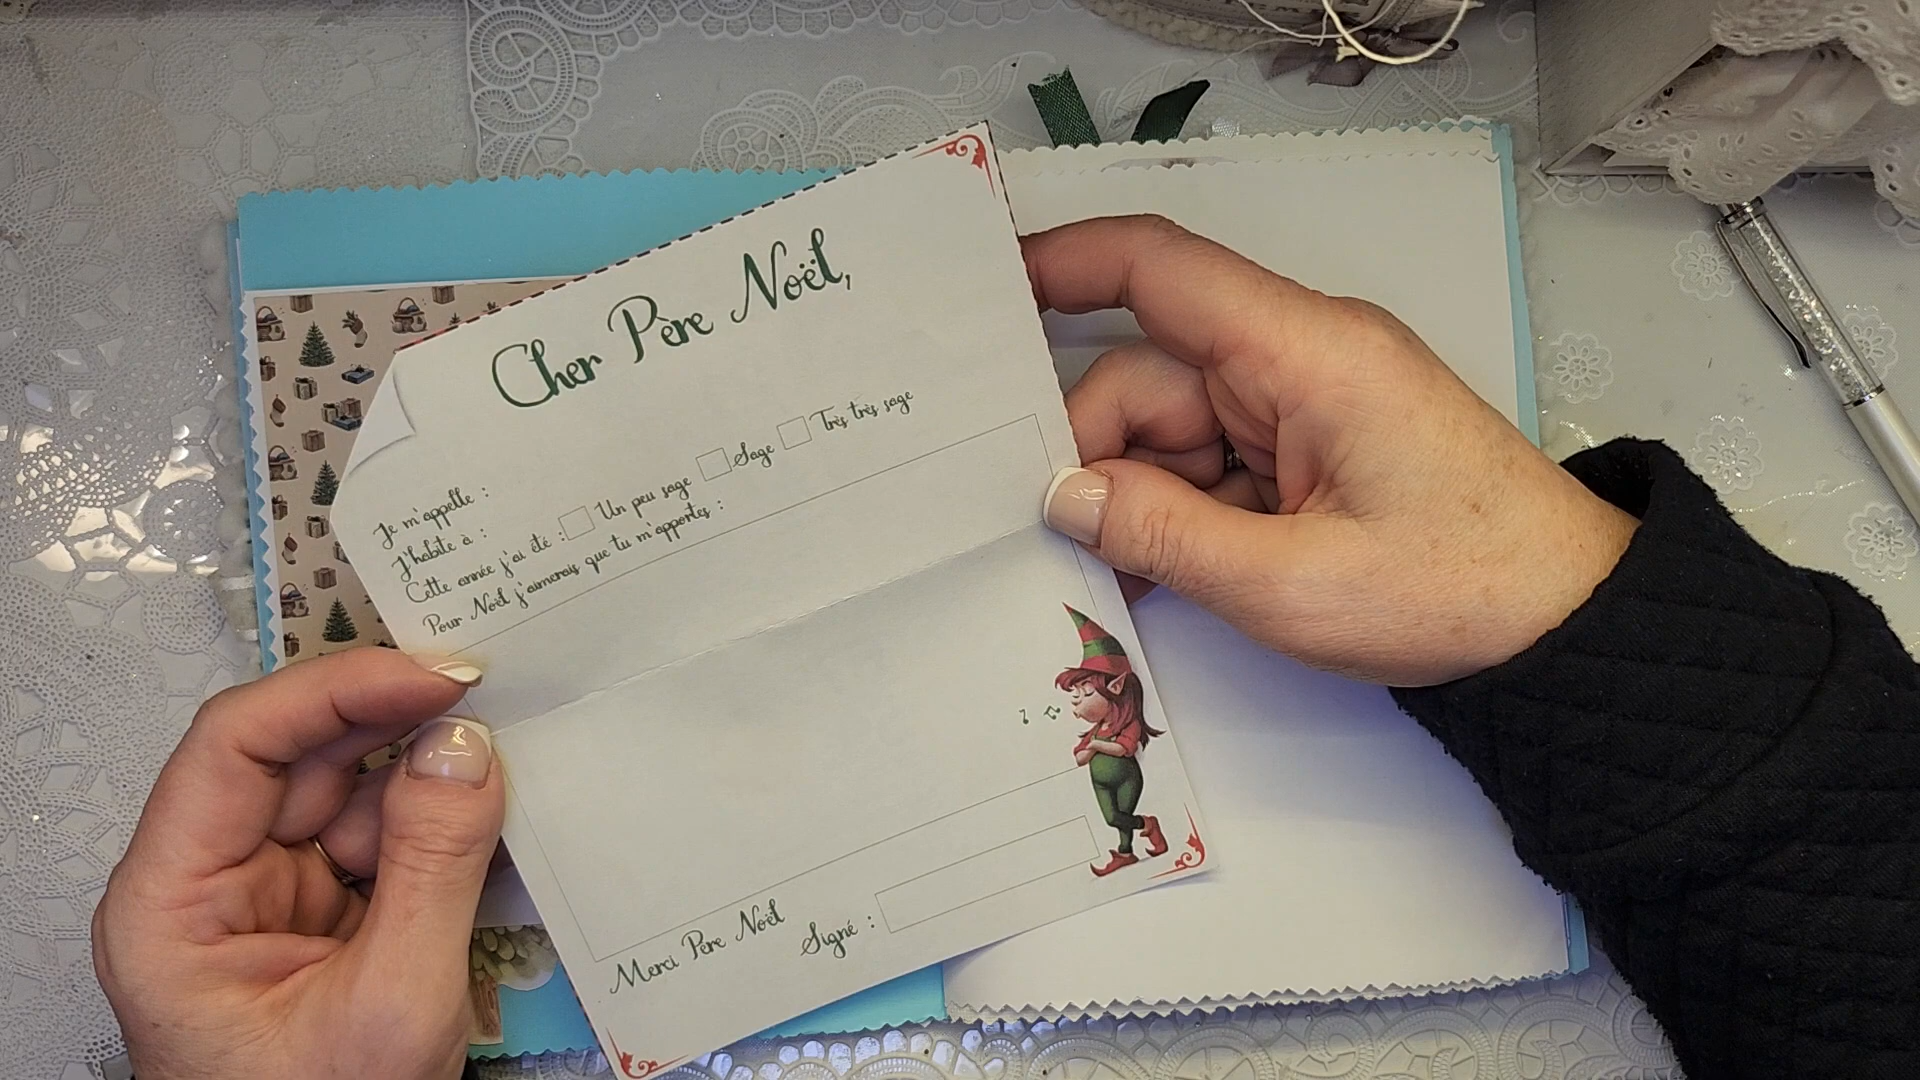 Cher Père Noël,
Je m'appelle :
J'habite à :
Cette année j'ai été : Un peu sage Sage Très très sage
Pour Noël j'aimerais que tu m'apportes :
Merci Père Noël
Signé :